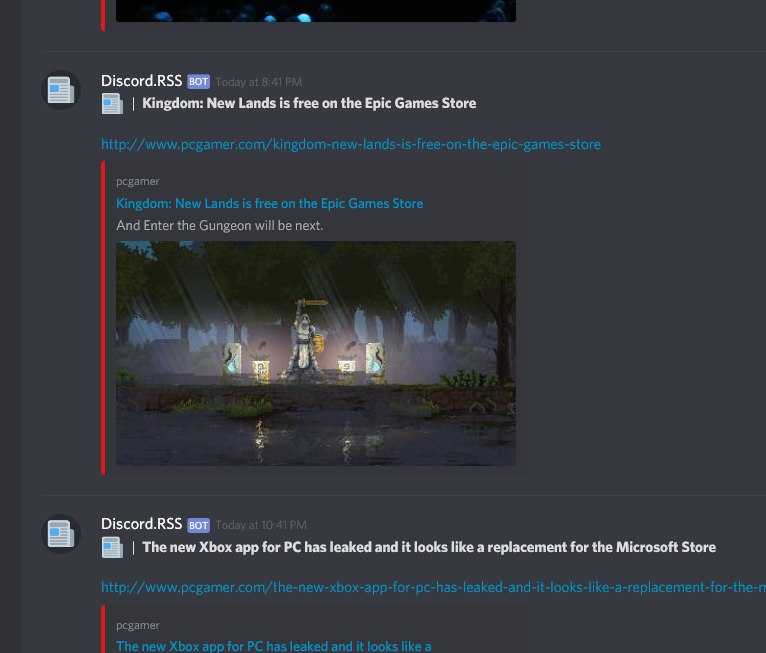 Discord.RSS BOT Today at 8:41 PM
| Kingdom: New Lands is free on the Epic Games Store
http://www.pcgamer.com/kingdom-new-lands-is-free-on-the-epic-games-store
pcgamer
Kingdom: New Lands is free on the Epic Games Store
And Enter the Gungeon will be next.
Discord.RSS BOT Today at 10:41 PM
| The new Xbox app for PC has leaked and it looks like a replacement for the Microsoft Store
http://www.pcgamer.com/the-new-xbox-app-for-pc-has-leaked-and-it-looks-like-a-replacement-for-the-m
pcgamer
The new Xbox app for PC has leaked and it looks like a